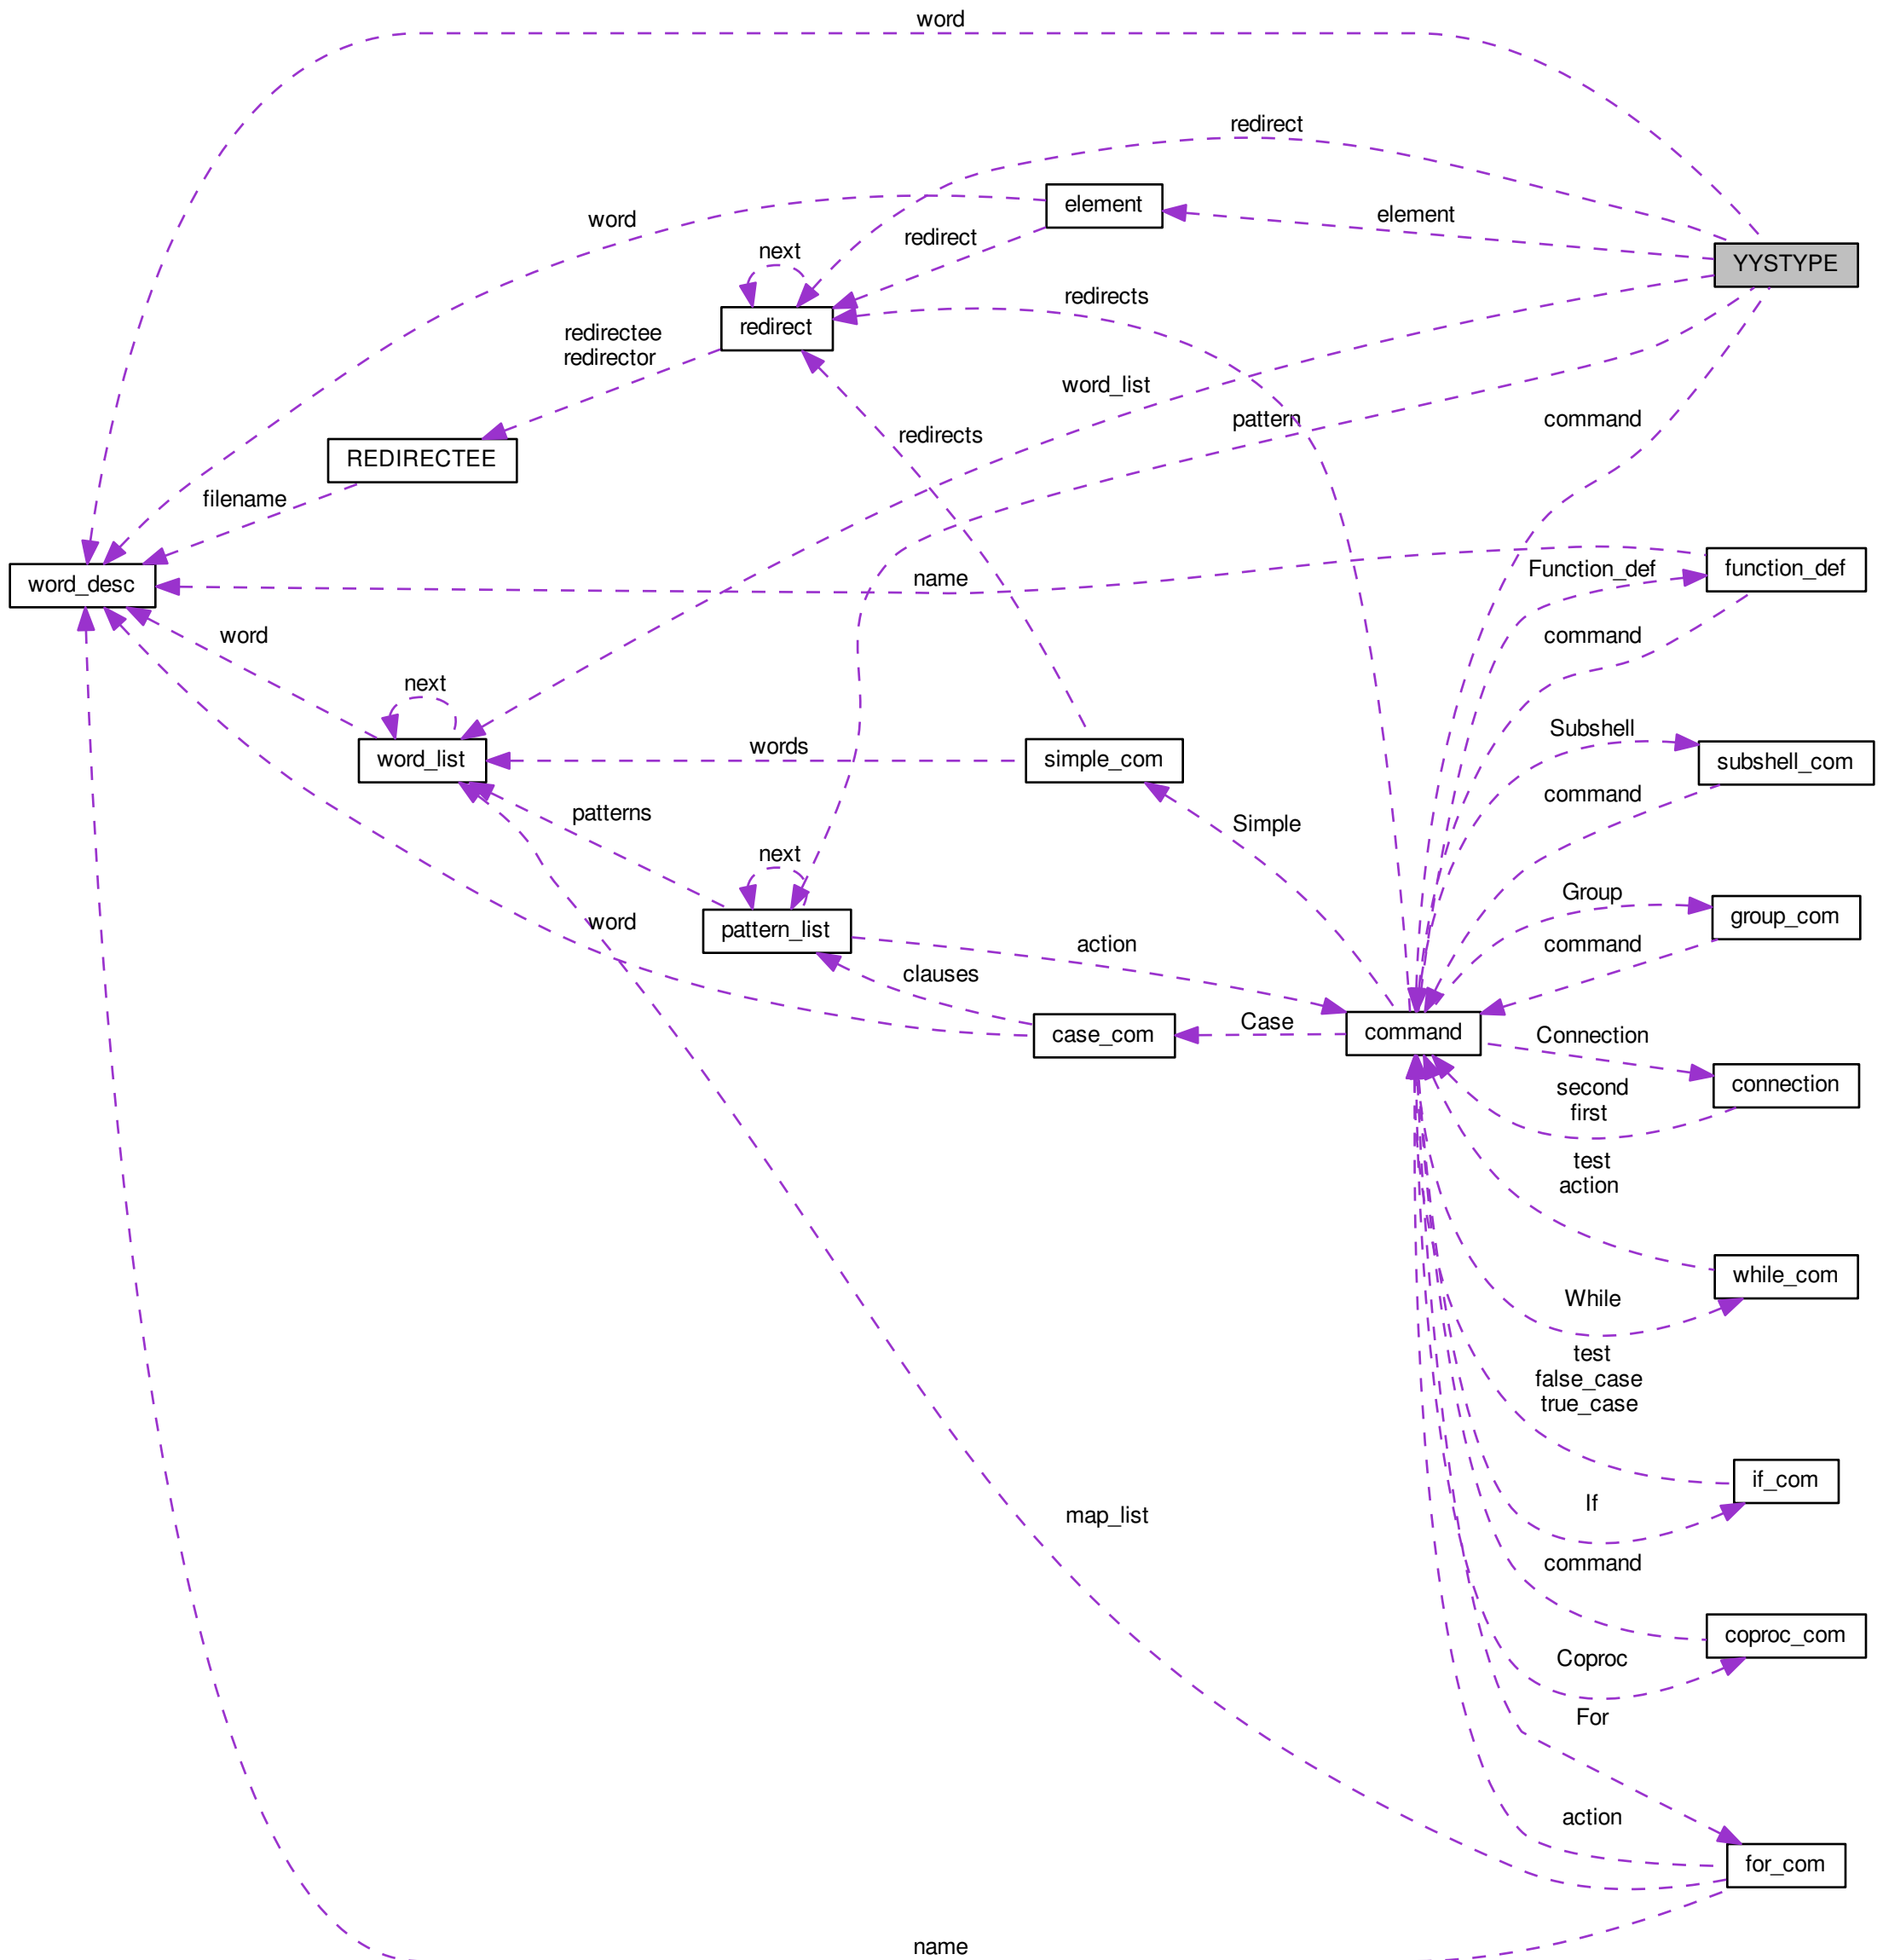 word
redirect
element
word
element
redirect
next
YYSTYPE
redirects
redirect
redirectee
redirector
word_list
pattern
command
redirects
REDIRECTEE
filename
Function_def
function_def
name
word_desc
word
command
next
Subshell
words
word_list
simple_com
subshell_com
command
patterns
Simple
next
Group
word
pattern_list
group_com
action
command
clauses
Case
case_com
command
Connection
connection
second
first
test
action
while_com
While
test
false_case
true_case
if_com
If
map_list
command
coproc_com
Coproc
For
action
for_com
name